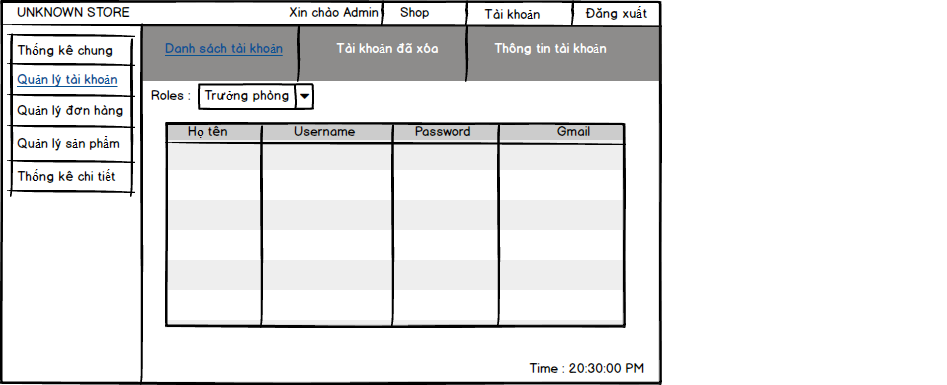 UNKNOWN STORE Xin chào Admin Shop Tài khoản Đăng xuất
Thống kê chung
Quản lý tài khoản
Quản lý đơn hàng
Quản lý sản phẩm
Thống kê chi tiết
Danh sách tài khoản Tài khoản đã xóa Thông tin tài khoản
Roles : Trưởng phòng
Họ tên Username Password Gmail
Time : 20:30:00 PM